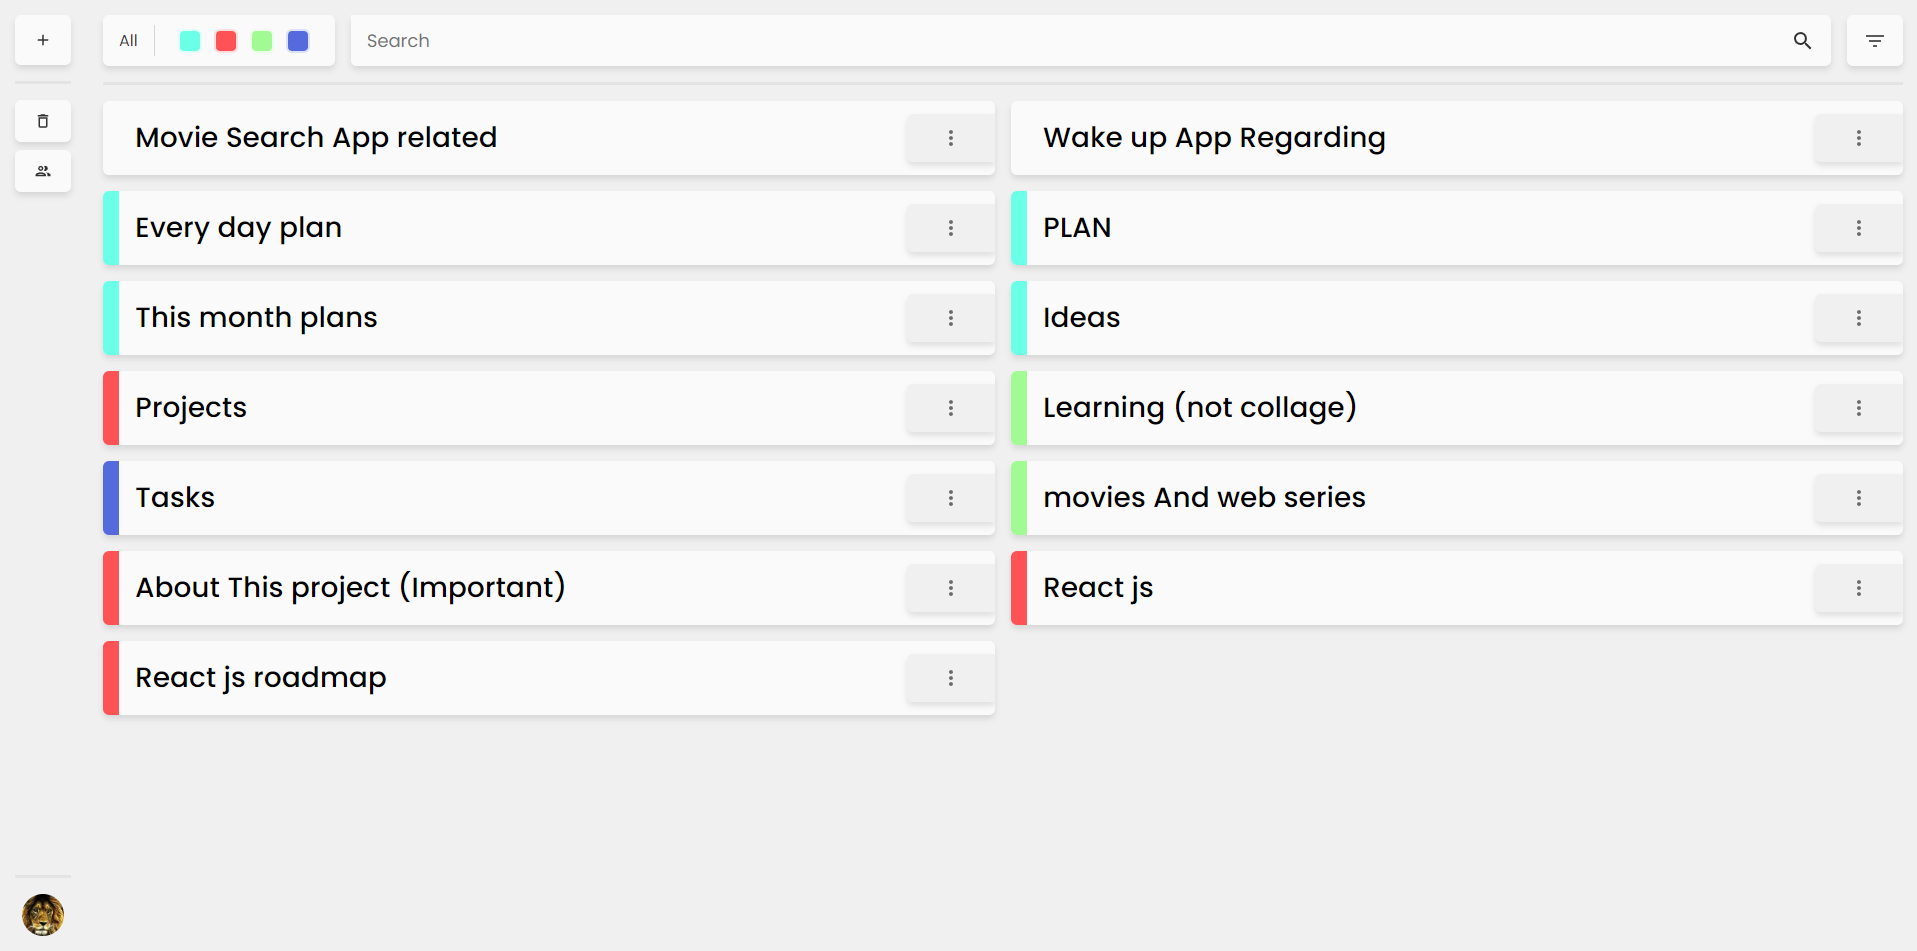 All
Search
Movie Search App related
Wake up App Regarding
Every day plan
PLAN
This month plans
Ideas
Projects
Learning (not collage)
Tasks
movies And web series
About This project (Important)
React js
React js roadmap